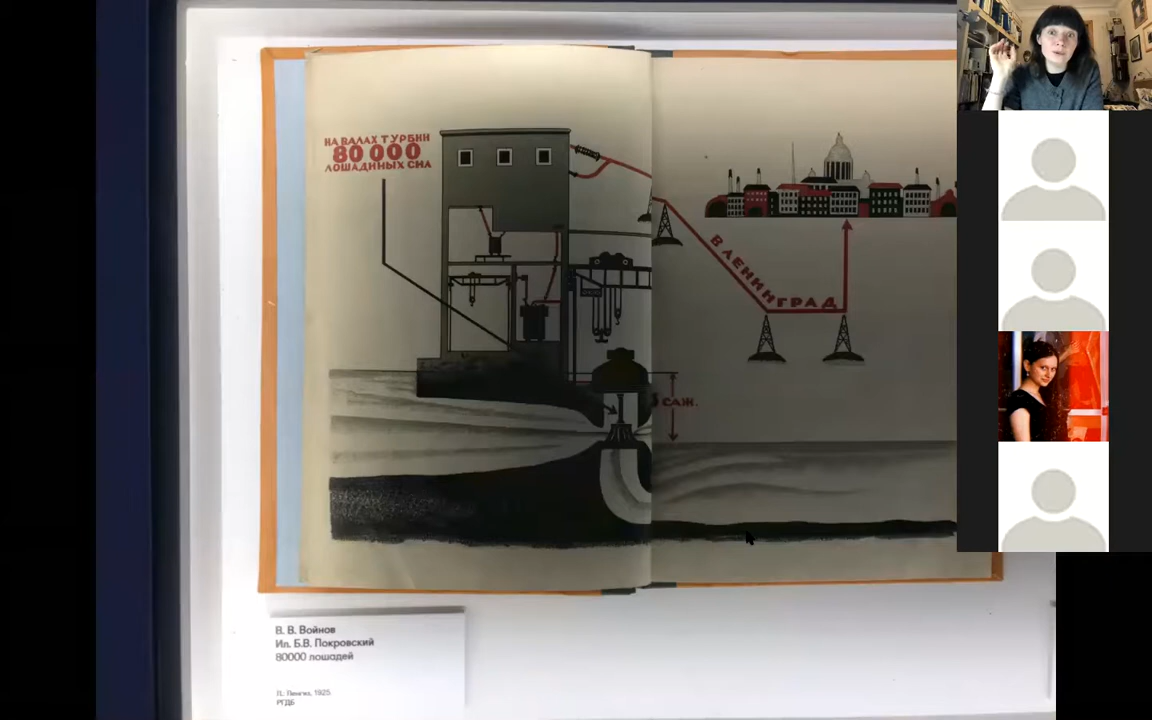 НА ВАЛАХ ТУРБИН
80 000
ЛОШАДИНЫХ СИЛ
В ЛЕНИНГРАД
САЖ.
В. В. Войнов
Ил. Б.В. Покровский
80000 лошадей
Л.: Ленгиз, 1925
РГДБ